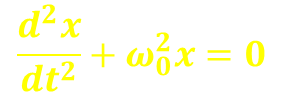 d²x/dt² + ω₀²x = 0